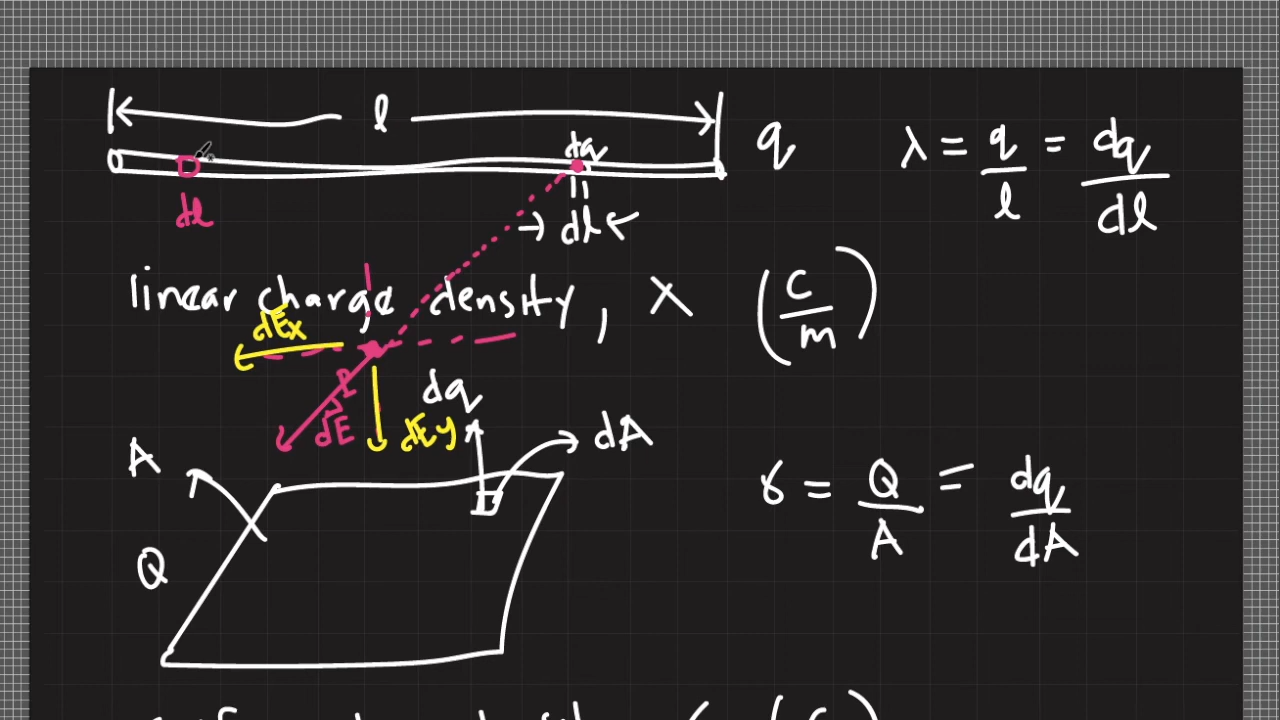 l
dq
q
λ = q/l = dq/dl
dl
→ dl ←
linear charge density, λ (C/m)
dEx
P
dE
dEy
dq
dA
A
σ = Q/A = dq/dA
Q